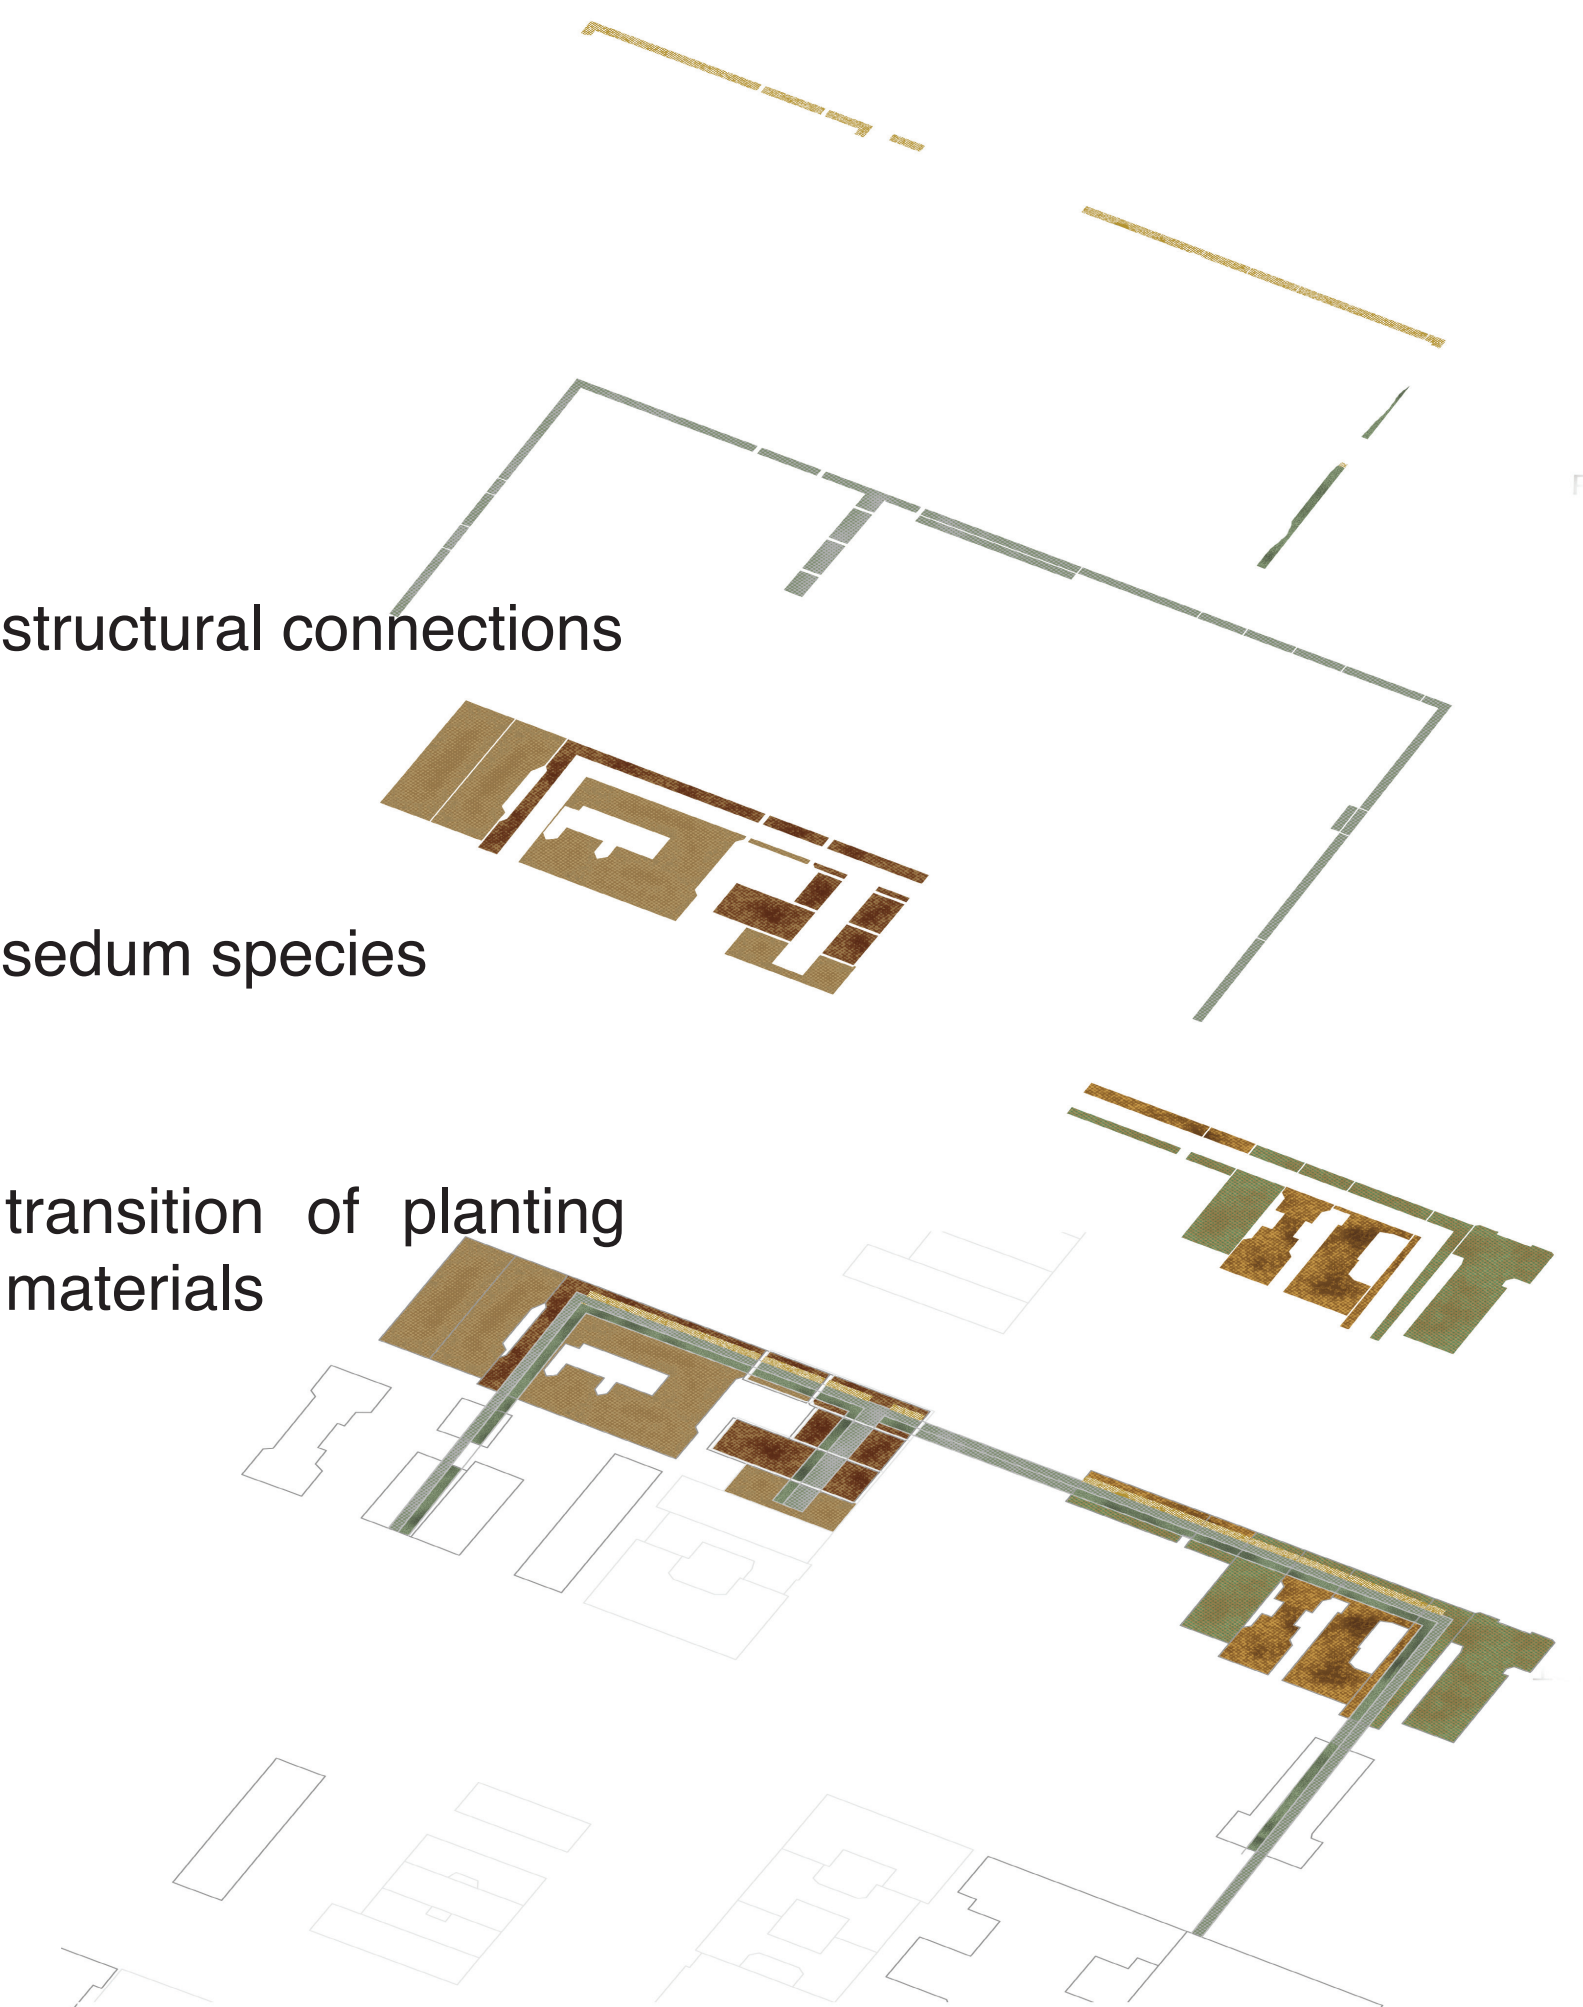 structural connections
sedum species
transition of planting
materials